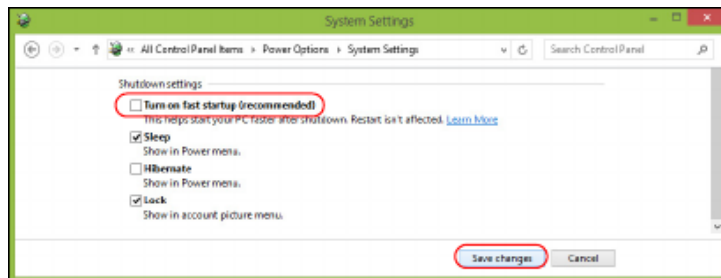 System Settings
« All Control Panel Items › Power Options › System Settings
Search Control Panel
Shutdown settings
Turn on fast startup (recommended)
This helps start your PC faster after shutdown. Restart isn't affected. Learn More
Sleep
Show in Power menu.
Hibernate
Show in Power menu.
Lock
Show in account picture menu.
Save changes
Cancel